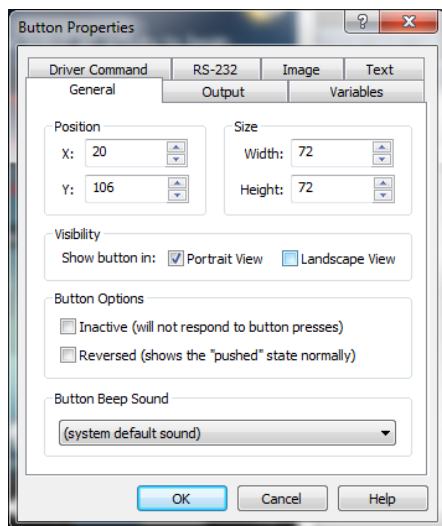 Button Properties
Driver Command RS-232 Image Text
General Output Variables
Position Size
X: 20 Width: 72
Y: 106 Height: 72
Visibility
Show button in: Portrait View Landscape View
Button Options
Inactive (will not respond to button presses)
Reversed (shows the "pushed" state normally)
Button Beep Sound
(system default sound)
OK Cancel Help